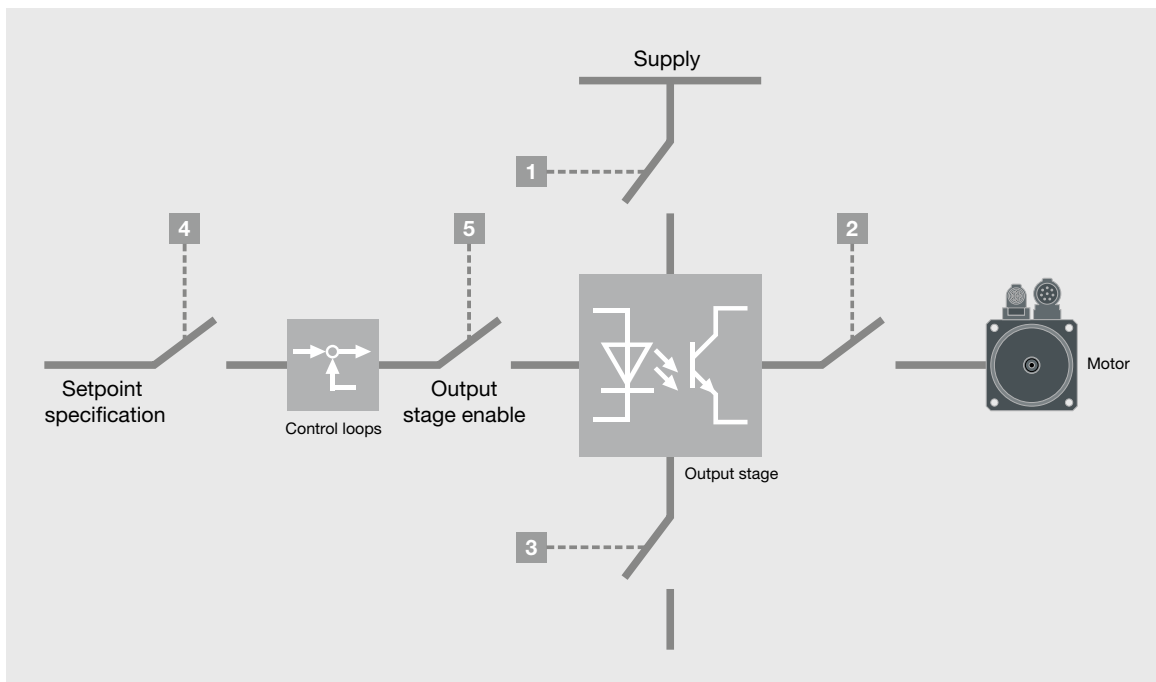 Supply
1
4
5
2
Setpoint
specification
Control loops
Output
stage enable
Motor
Output stage
3